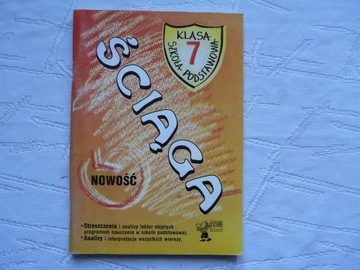 KLASA
7
SZKOŁA PODSTAWOWA
ŚCIĄGA
NOWOŚĆ
• Streszczenia i analizy lektur objętych
programem nauczania w szkole podstawowej.
• Analizy i interpretacje wszystkich wierszy.